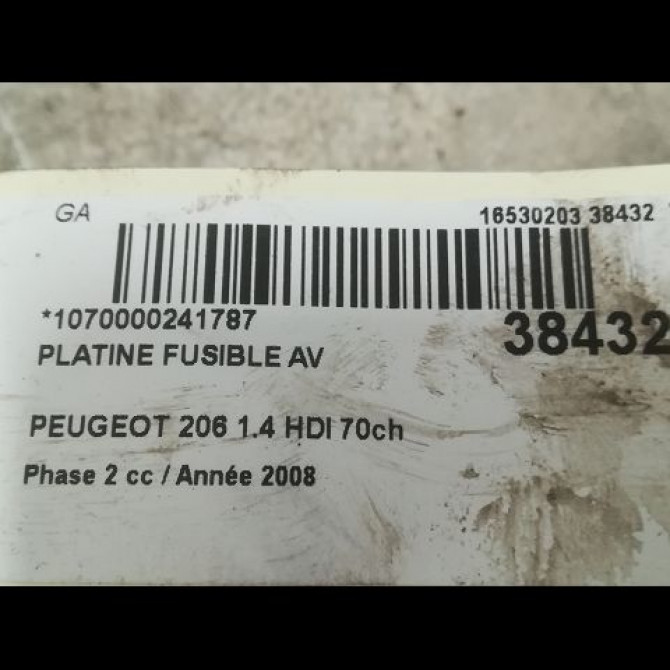 GA 16530203 38432
*1070000241787 38432
PLATINE FUSIBLE AV
PEUGEOT 206 1.4 HDI 70ch
Phase 2 cc / Année 2008